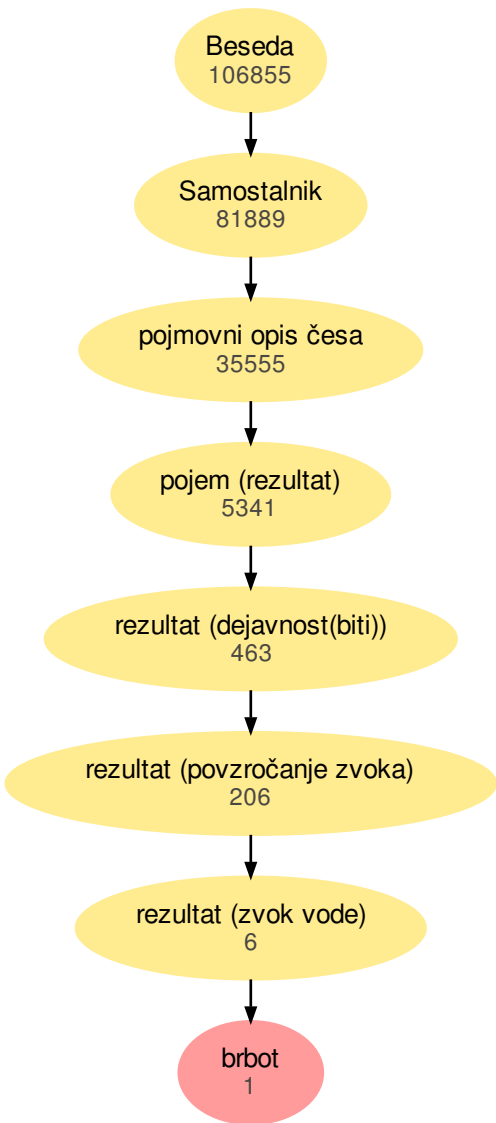 Beseda
106855
Samostalnik
81889
pojmovni opis česa
35555
pojem (rezultat)
5341
rezultat (dejavnost(biti))
463
rezultat (povzročanje zvoka)
206
rezultat (zvok vode)
6
brbot
1